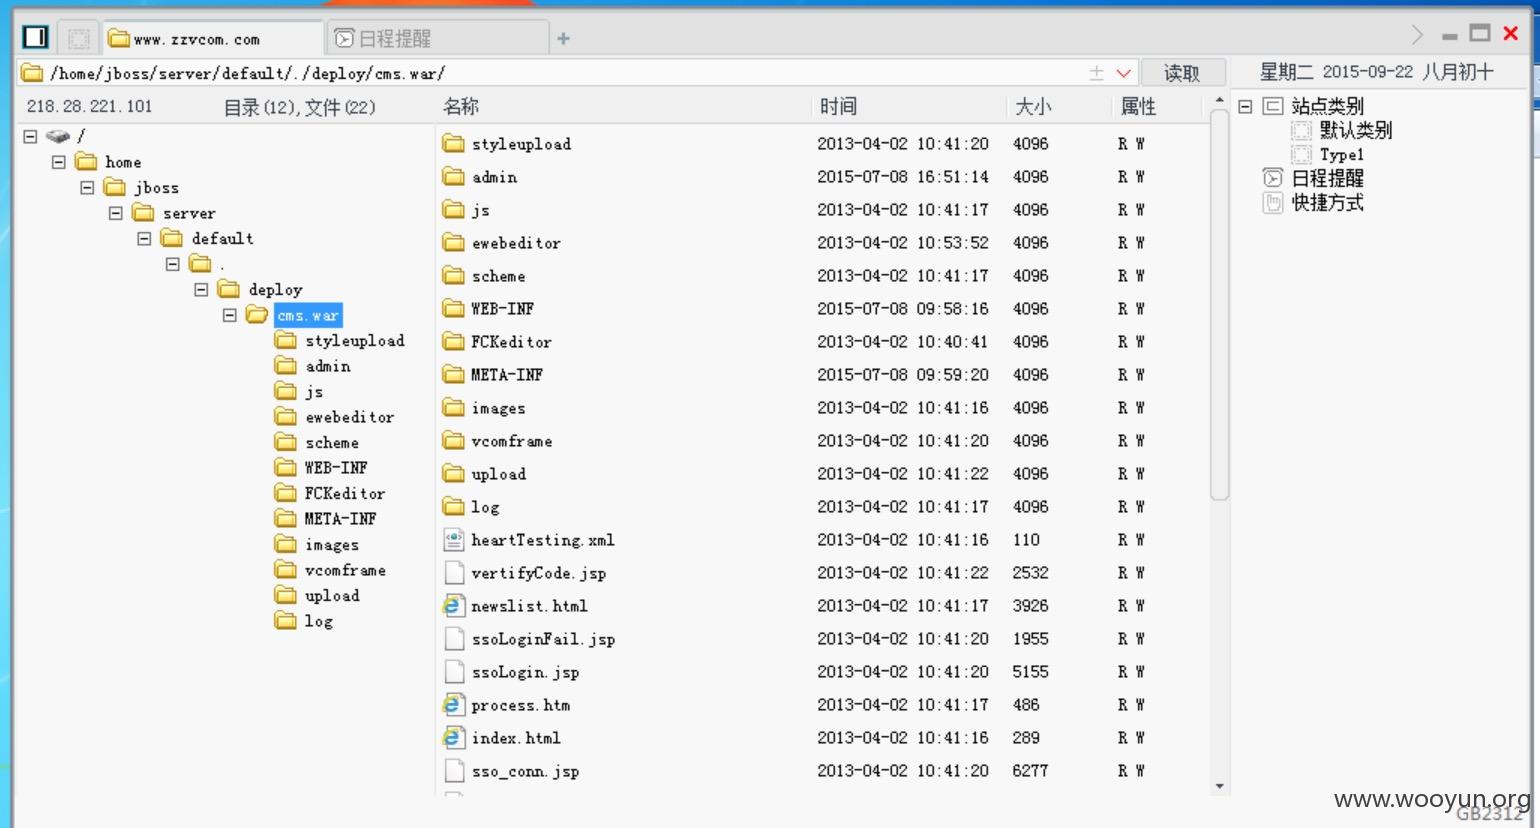 www.zzvcom.com
日程提醒
/home/jboss/server/default/./deploy/cms.war/
读取
星期二 2015-09-22 八月初十
218.28.221.101
目录(12),文件(22)
名称 时间 大小 属性
/
home
jboss
server
default
.
deploy
cms.war
styleupload
admin
js
ewebeditor
scheme
WEB-INF
FCKeditor
META-INF
images
vcomframe
upload
log
styleupload 2013-04-02 10:41:20 4096 R W
admin 2015-07-08 16:51:14 4096 R W
js 2013-04-02 10:41:17 4096 R W
ewebeditor 2013-04-02 10:53:52 4096 R W
scheme 2013-04-02 10:41:17 4096 R W
WEB-INF 2015-07-08 09:58:16 4096 R W
FCKeditor 2013-04-02 10:40:41 4096 R W
META-INF 2015-07-08 09:59:20 4096 R W
images 2013-04-02 10:41:16 4096 R W
vcomframe 2013-04-02 10:41:20 4096 R W
upload 2013-04-02 10:41:22 4096 R W
log 2013-04-02 10:41:17 4096 R W
heartTesting.xml 2013-04-02 10:41:16 110 R W
vertifyCode.jsp 2013-04-02 10:41:22 2532 R W
newslist.html 2013-04-02 10:41:17 3926 R W
ssoLoginFail.jsp 2013-04-02 10:41:20 1955 R W
ssoLogin.jsp 2013-04-02 10:41:20 5155 R W
process.htm 2013-04-02 10:41:17 486 R W
index.html 2013-04-02 10:41:16 289 R W
sso_conn.jsp 2013-04-02 10:41:20 6277 R W
站点类别
默认类别
Type1
日程提醒
快捷方式
www.wooyun.org
GB2312